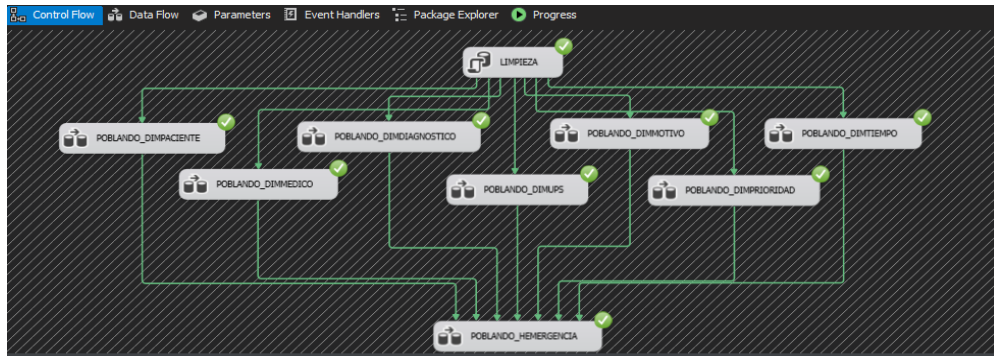 Control Flow Data Flow Parameters Event Handlers Package Explorer Progress
LIMPIEZA
POBLANDO_DIMPACIENTE
POBLANDO_DIMDIAGNOSTICO
POBLANDO_DIMMOTIVO
POBLANDO_DIMTIEMPO
POBLANDO_DIMMEDICO
POBLANDO_DIMUPS
POBLANDO_DIMPRIORIDAD
POBLANDO_HEMERGENCIA